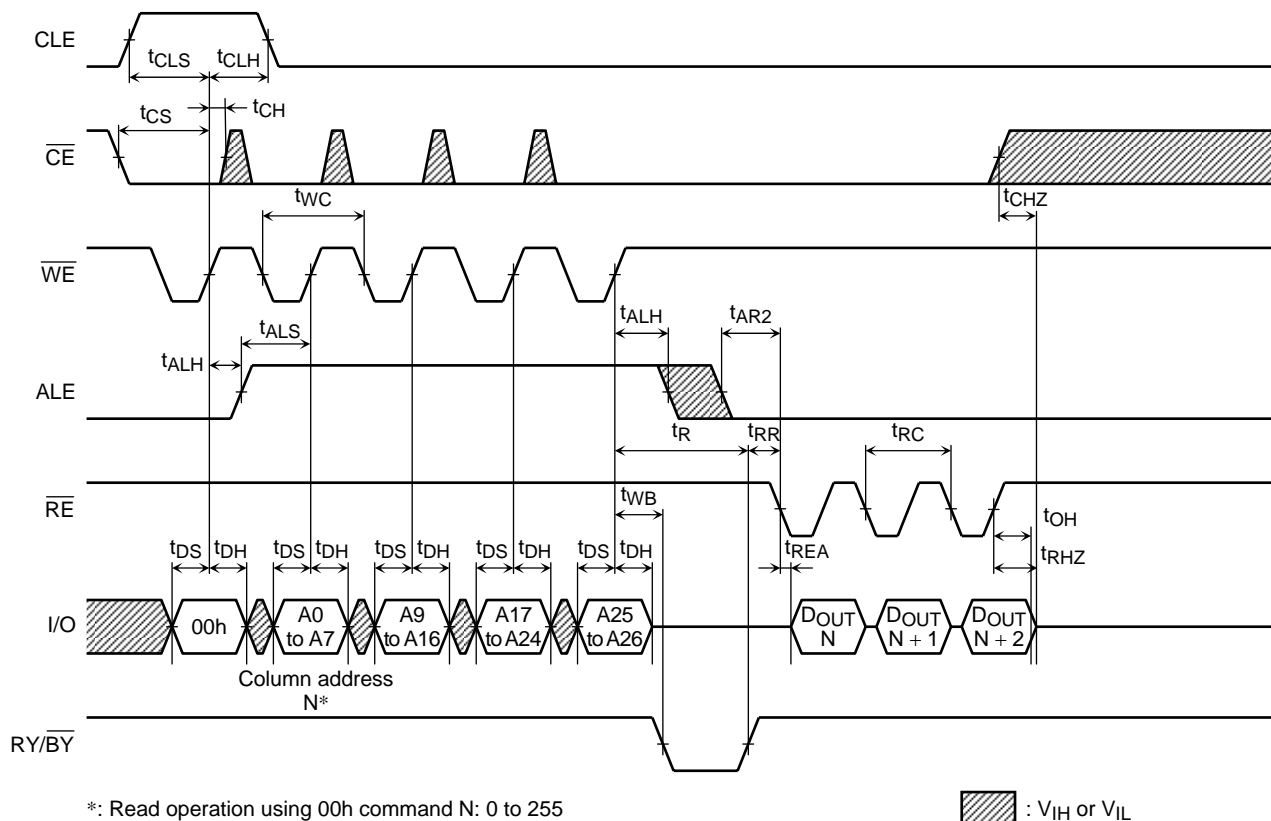 CLE
tCLS
tCLH
tCS
tCH
CE
tWC
tCHZ
WE
tALH
tALS
tALH
tAR2
ALE
tR
tRR
tRC
RE
tWB
tREA
tOH
tRHZ
tDS tDH tDS tDH tDS tDH tDS tDH tDS tDH
I/O
00h
A0
to A7
A9
to A16
A17
to A24
A25
to A26
DOUT
N
DOUT
N + 1
DOUT
N + 2
Column address
N*
RY/BY
*: Read operation using 00h command N: 0 to 255
: VIH or VIL